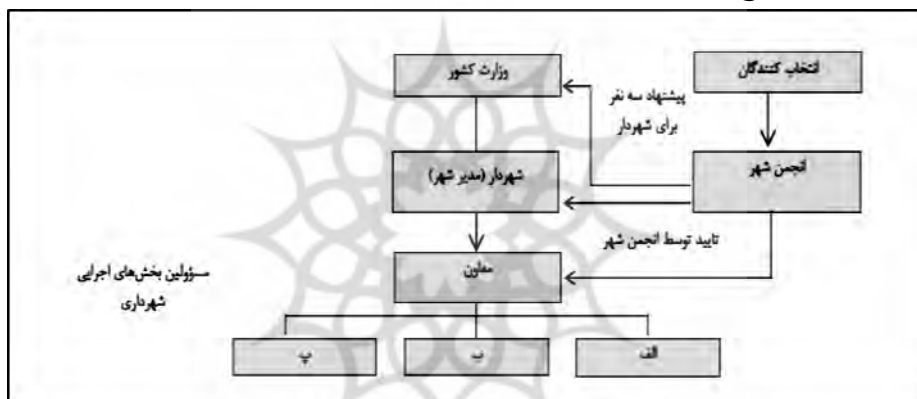 انتخاب کنندگان
وزارت کشور
پیشنهاد سه نفر
برای شهردار
انجمن شهر
شهردار (مدیر شهر)
تایید توسط انجمن شهر
معاون
مسؤولین بخش‌های اجرایی
شهرداری
الف
ب
پ